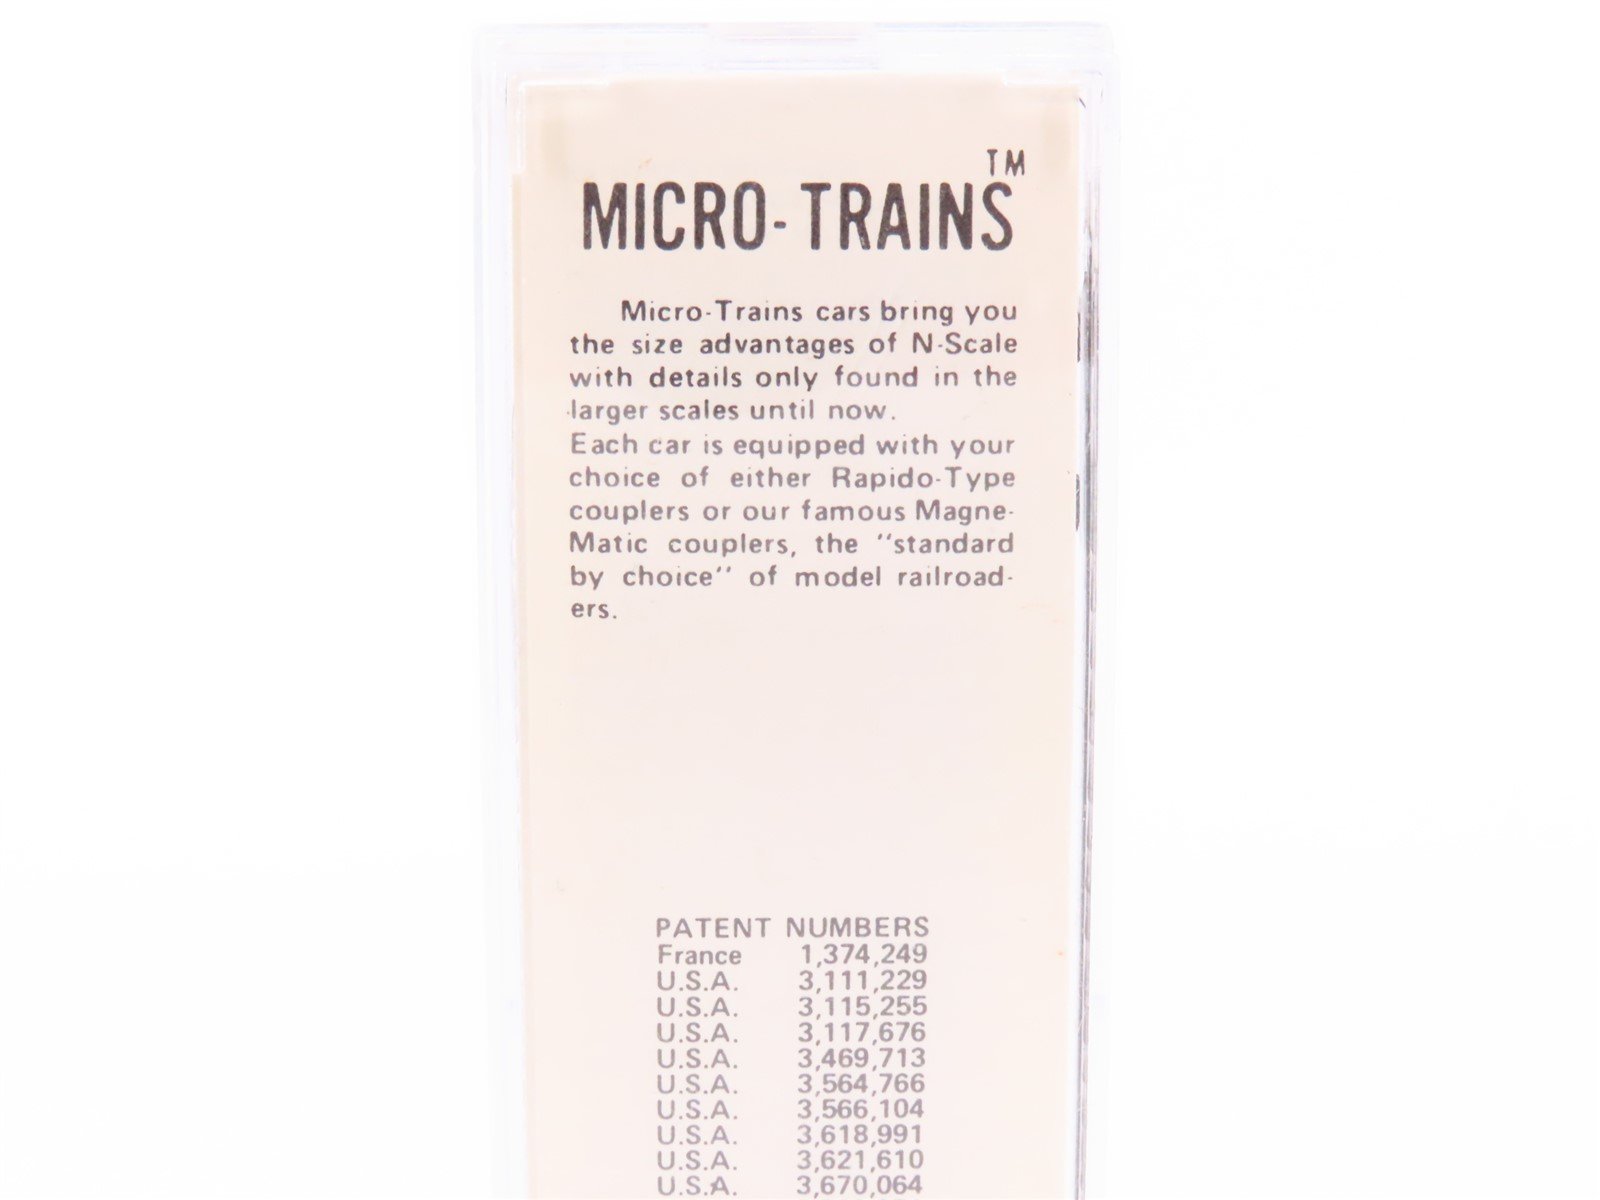 MICRO-TRAINS™
Micro-Trains cars bring you
the size advantages of N-Scale
with details only found in the
larger scales until now.
Each car is equipped with your
choice of either Rapido-Type
couplers or our famous Magne-
Matic couplers, the "standard
by choice" of model railroad-
ers.
PATENT NUMBERS
France 1,374,249
U.S.A. 3,111,229
U.S.A. 3,115,255
U.S.A. 3,117,676
U.S.A. 3,469,713
U.S.A. 3,564,766
U.S.A. 3,566,104
U.S.A. 3,618,991
U.S.A. 3,621,610
U.S.A. 3,670,064